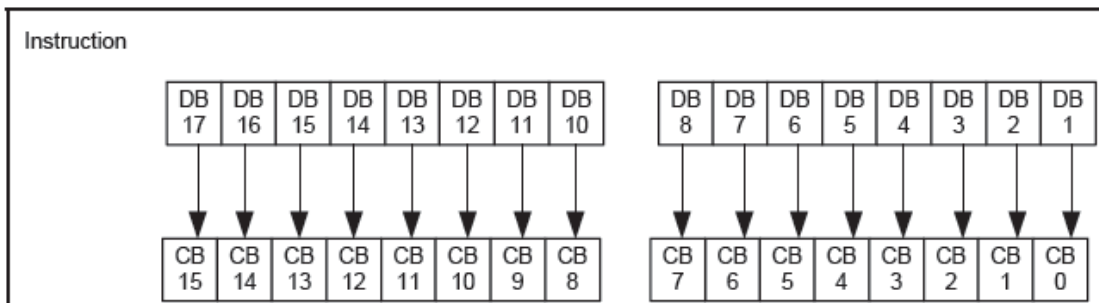 Instruction
DB DB DB DB DB DB DB DB DB DB DB DB DB DB DB DB
17 16 15 14 13 12 11 10 8 7 6 5 4 3 2 1
CB CB CB CB CB CB CB CB CB CB CB CB CB CB CB CB
15 14 13 12 11 10 9 8 7 6 5 4 3 2 1 0